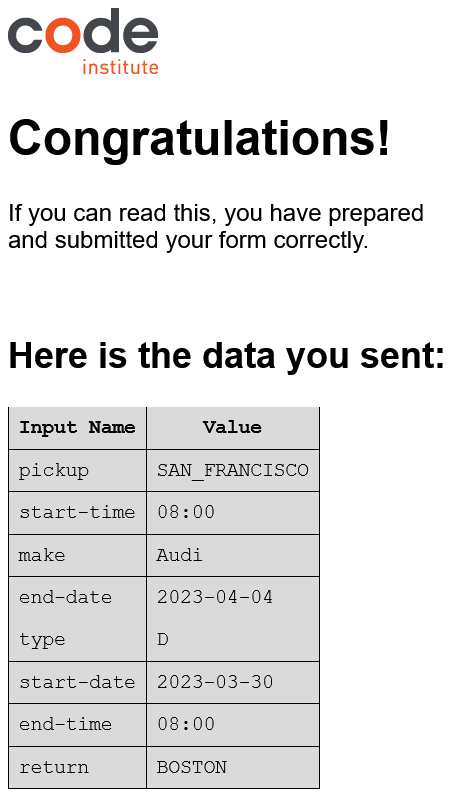 code
institute
Congratulations!
If you can read this, you have prepared
and submitted your form correctly.
Here is the data you sent:
Input Name Value
pickup SAN_FRANCISCO
start-time 08:00
make Audi
end-date 2023-04-04
type D
start-date 2023-03-30
end-time 08:00
return BOSTON